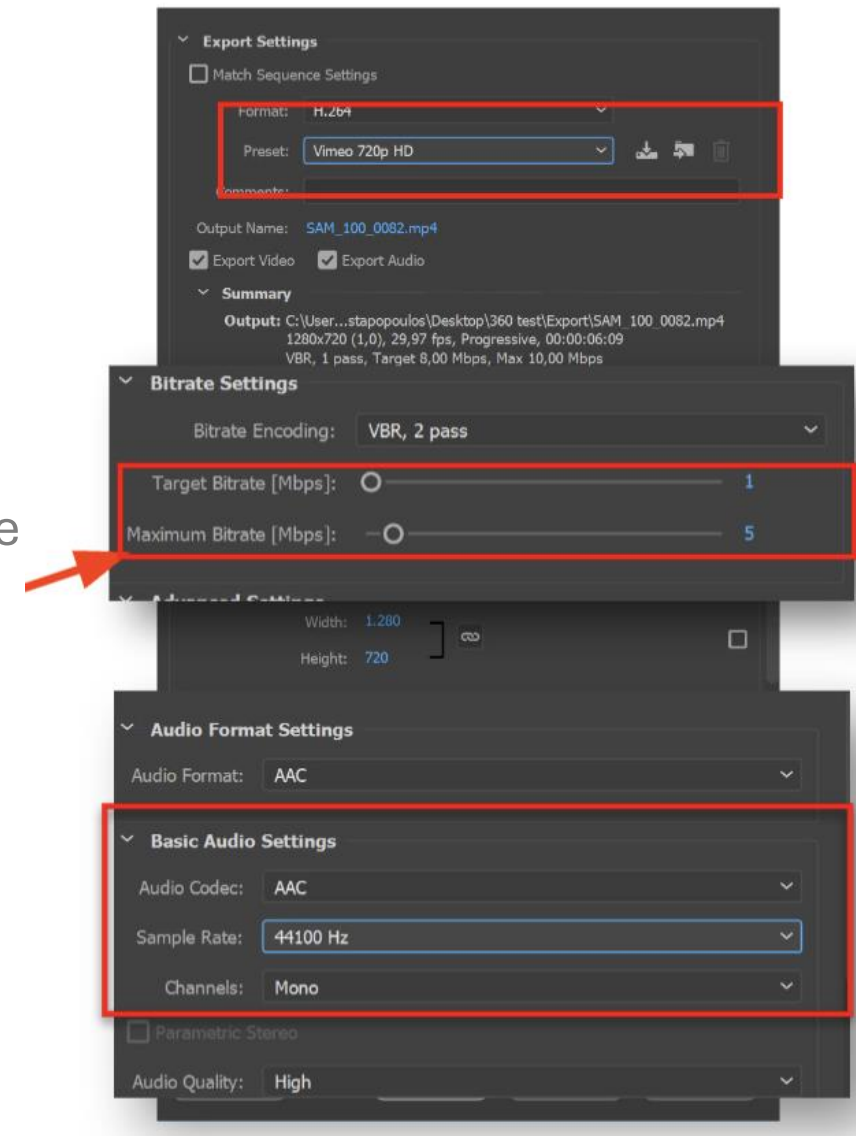 Export Settings
Match Sequence Settings
Format: H.264
Preset: Vimeo 720p HD
Comments:
Output Name: SAM_100_0082.mp4
Export Video Export Audio
Summary
Output: C:\User...stapopoulos\Desktop\360 test\Export\SAM_100_0082.mp4
1280x720 (1,0), 29,97 fps, Progressive, 00:00:06:09
VBR, 1 pass, Target 8,00 Mbps, Max 10,00 Mbps
Bitrate Settings
Bitrate Encoding: VBR, 2 pass
Target Bitrate [Mbps]: 1
e
Maximum Bitrate [Mbps]: 5
Advanced Settings
Width: 1.280
Height: 720
Audio Format Settings
Audio Format: AAC
Basic Audio Settings
Audio Codec: AAC
Sample Rate: 44100 Hz
Channels: Mono
Parametric Stereo
Audio Quality: High